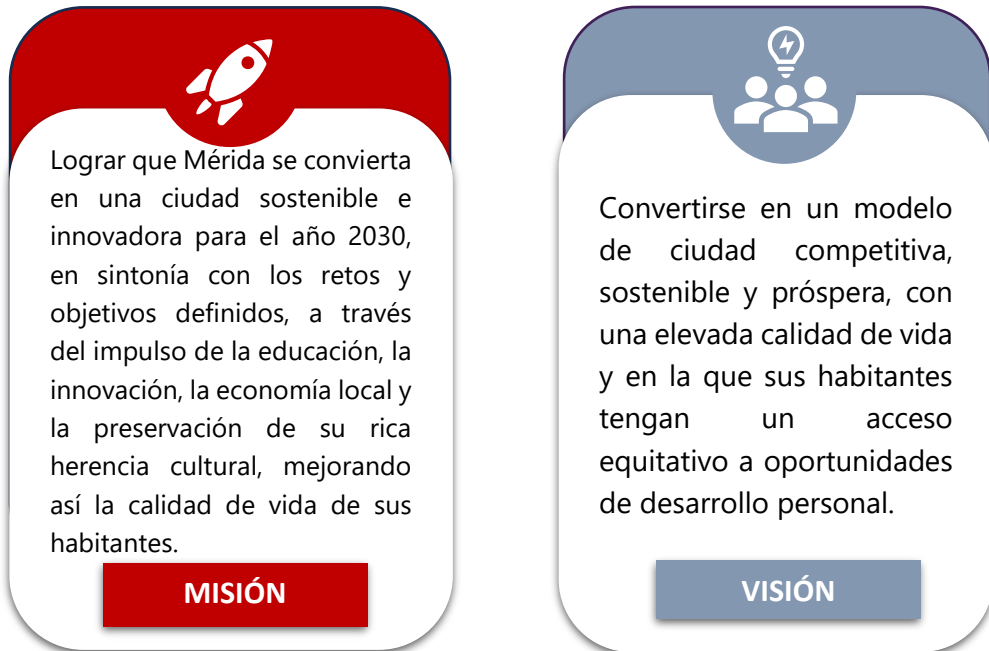 Lograr que Mérida se convierta
en una ciudad sostenible e
innovadora para el año 2030,
en sintonía con los retos y
objetivos definidos, a través
del impulso de la educación, la
innovación, la economía local y
la preservación de su rica
herencia cultural, mejorando
así la calidad de vida de sus
habitantes.
MISIÓN
Convertirse en un modelo
de ciudad competitiva,
sostenible y próspera, con
una elevada calidad de vida
y en la que sus habitantes
tengan un acceso
equitativo a oportunidades
de desarrollo personal.
VISIÓN